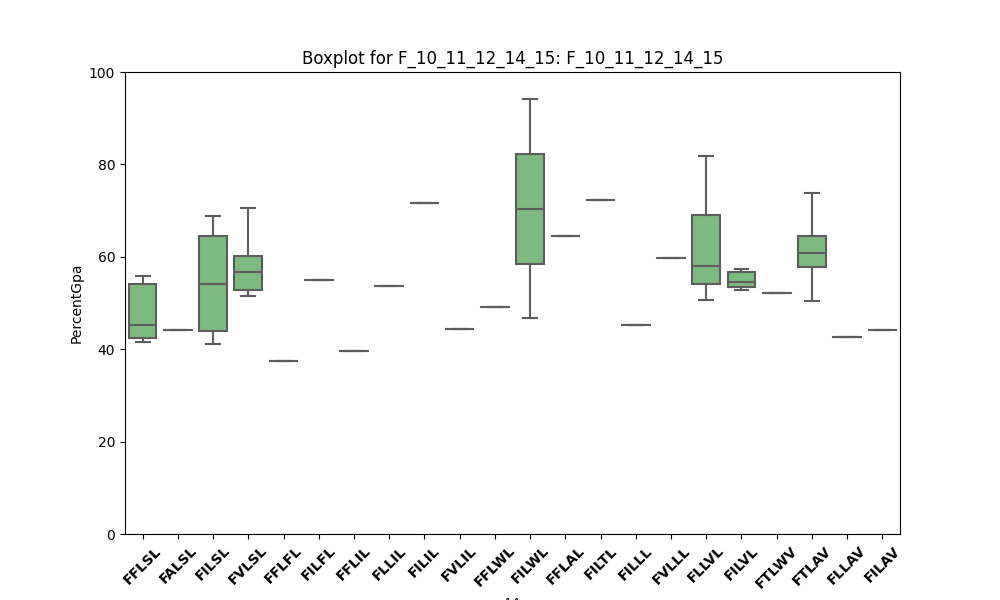 Boxplot for F_10_11_12_14_15: F_10_11_12_14_15
PercentGpa
100
80
60
40
20
0
FFLSL
FALSL
FILSL
FVLSL
FFLFL
FILFL
FFLIL
FLLIL
FILIL
FVLIL
FFLWL
FILWL
FFLAL
FILTL
FILLL
FVLLL
FLLVL
FILVL
FTLWV
FTLAV
FLLAV
FILAV